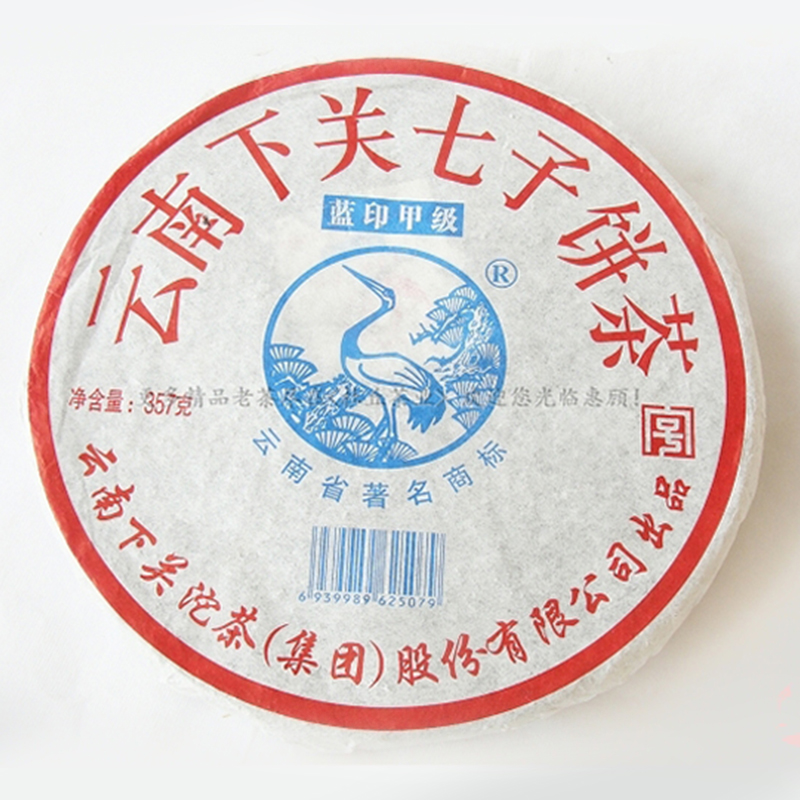 云南下关七子饼茶
蓝印甲级
®
净含量：357克
云南省著名商标
6 939989 625079
云南下关沱茶(集团)股份有限公司出品